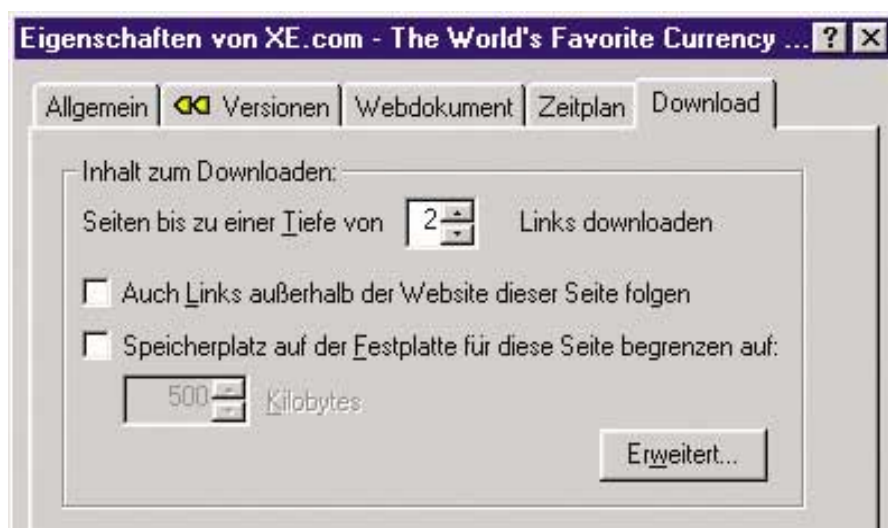 Eigenschaften von XE.com - The World's Favorite Currency ... ? ×
Allgemein Versionen Webdokument Zeitplan Download
Inhalt zum Downloaden:
Seiten bis zu einer Tiefe von 2 Links downloaden
Auch Links außerhalb der Website dieser Seite folgen
Speicherplatz auf der Festplatte für diese Seite begrenzen auf:
500 Kilobytes
Erweitert...